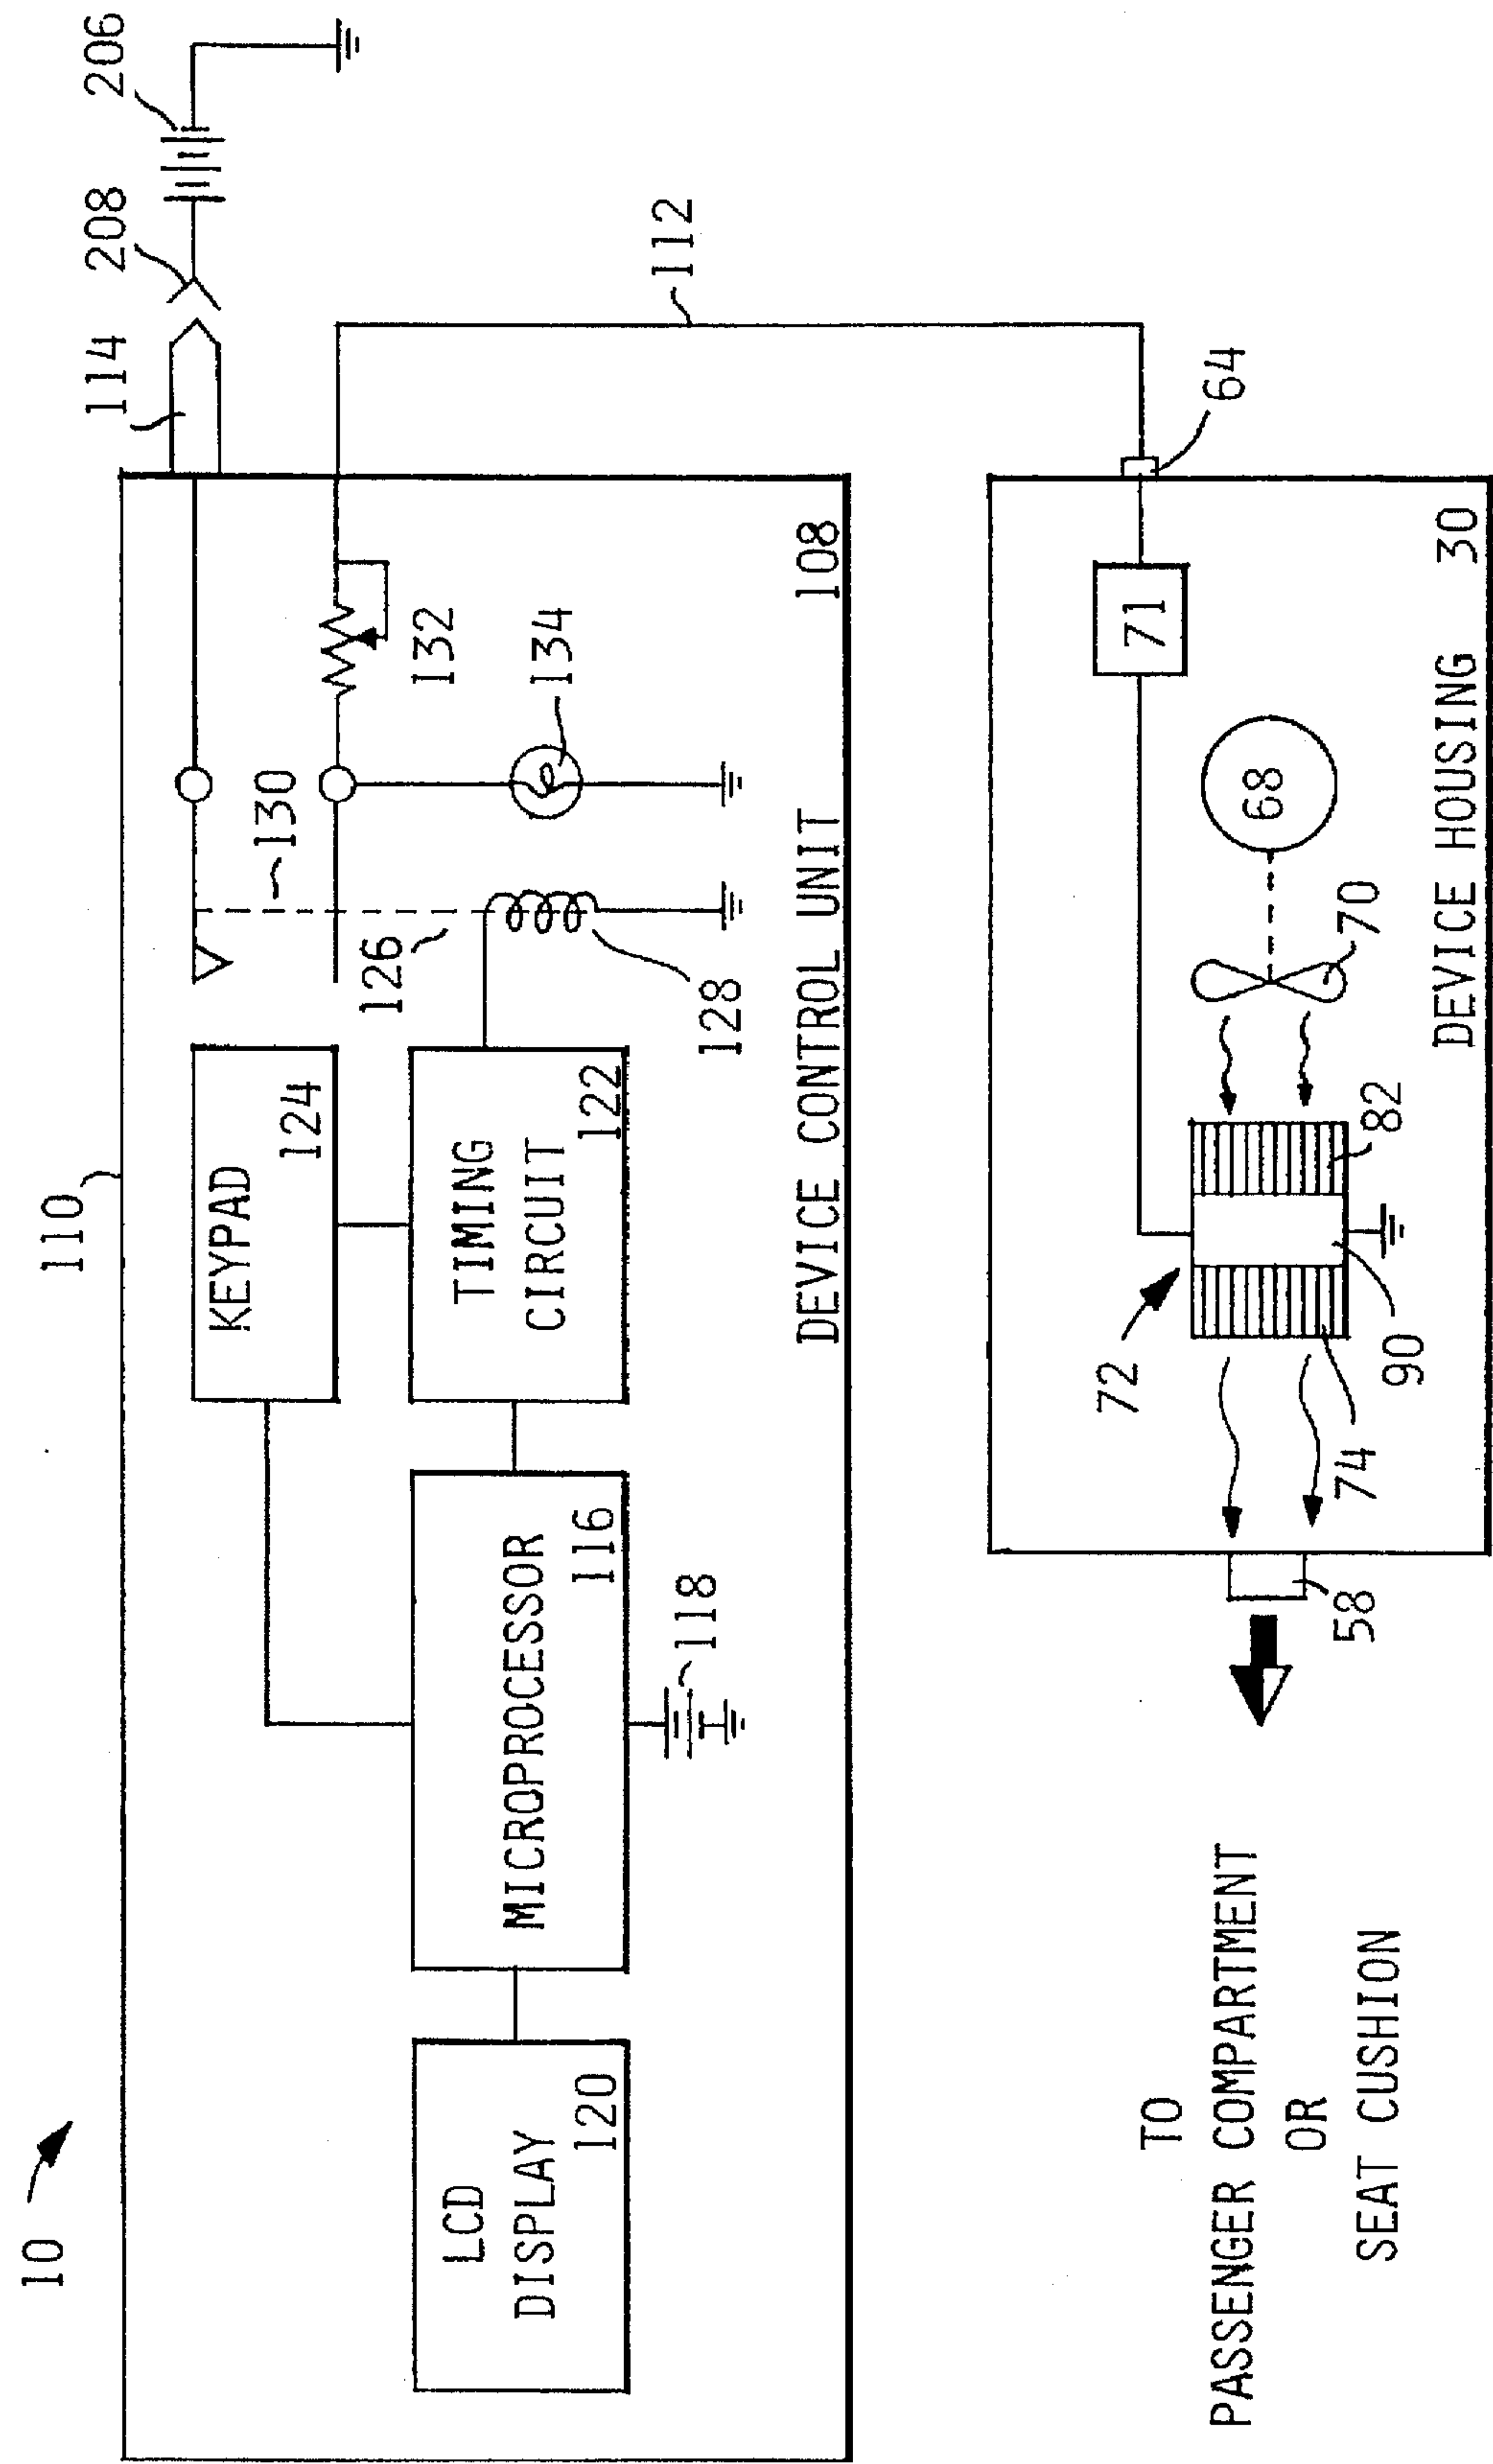 10
110
LCD
DISPLAY
120
MICROPROCESSOR
116
118
KEYPAD
124
TIMING
CIRCUIT
122
126
128
130
132
134
DEVICE CONTROL UNIT
108
114
208
206
112
TO
PASSENGER COMPARTMENT
OR
SEAT CUSHION
58
72
74
90
82
70
68
71
64
DEVICE HOUSING
30